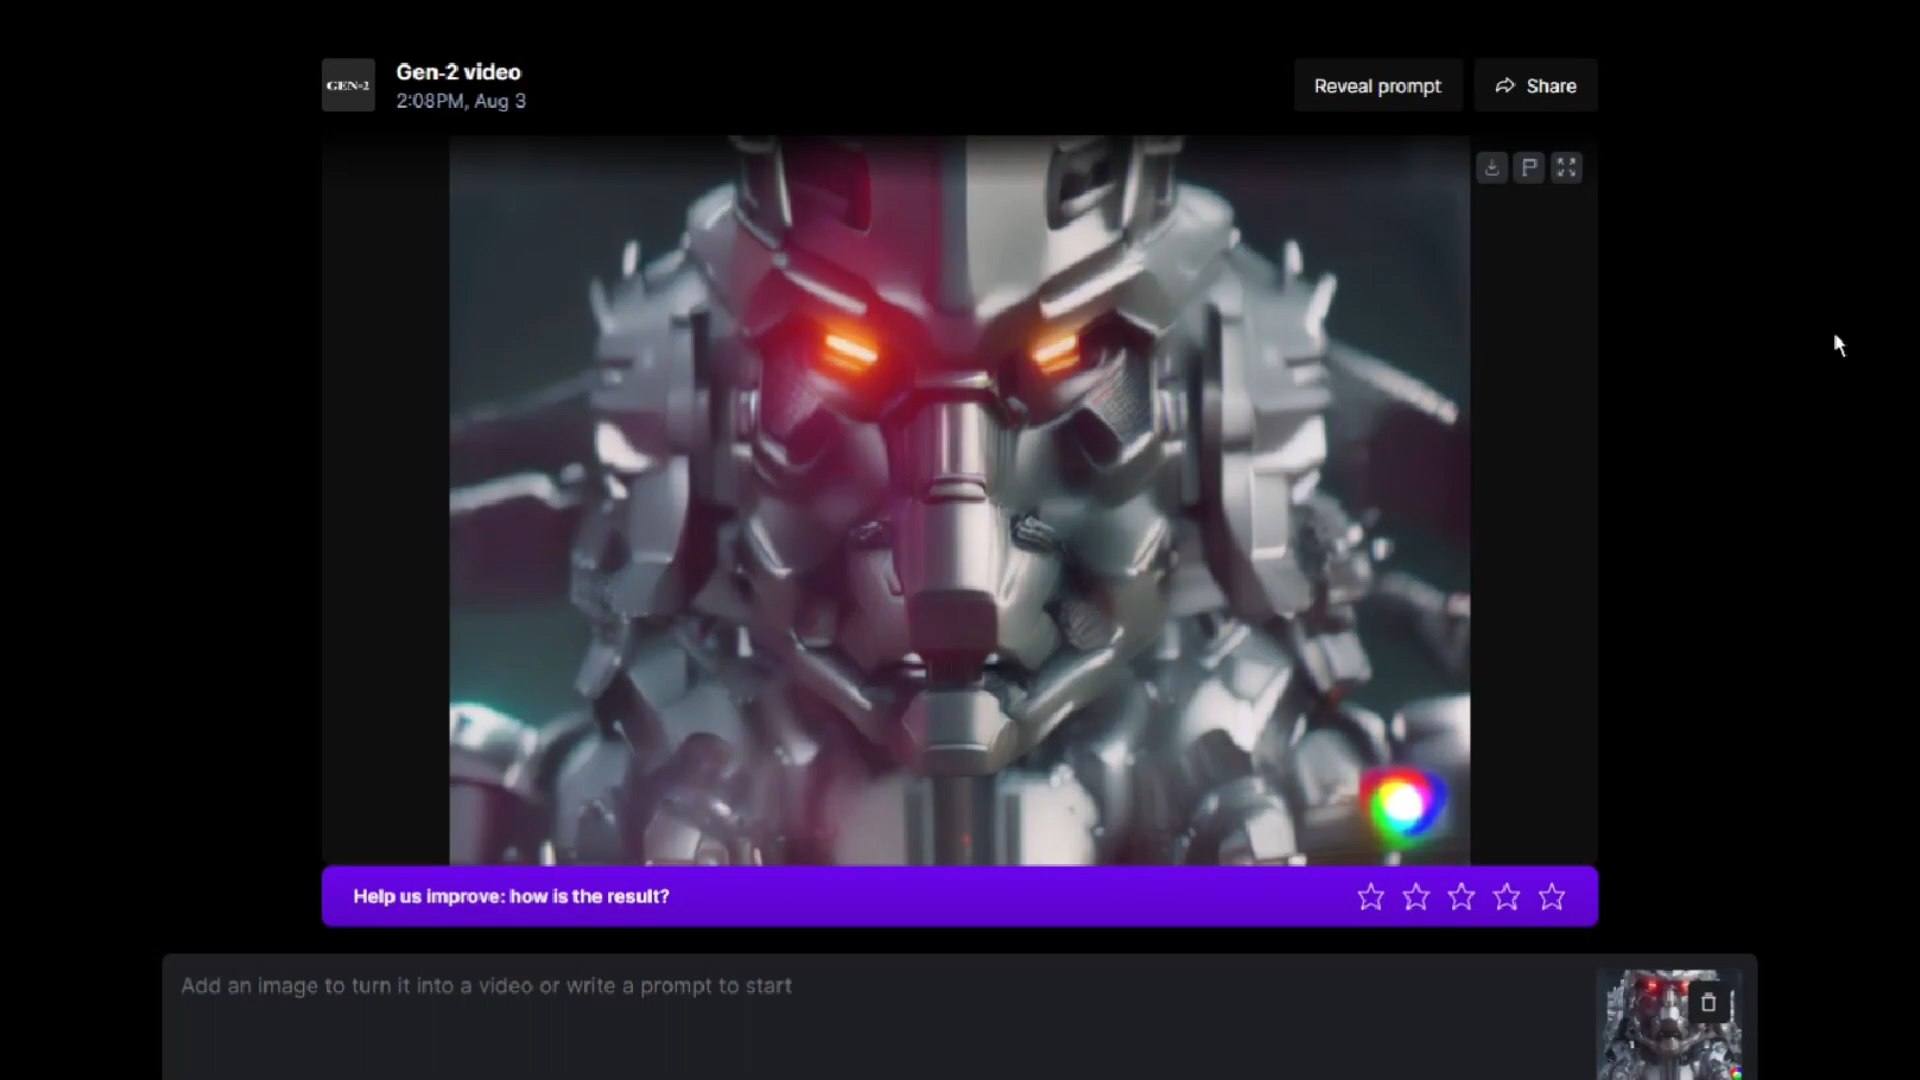 GEN-2
Gen-2 video
2:08PM, Aug 3
Reveal prompt
Share
Help us improve: how is the result?
Add an image to turn it into a video or write a prompt to start